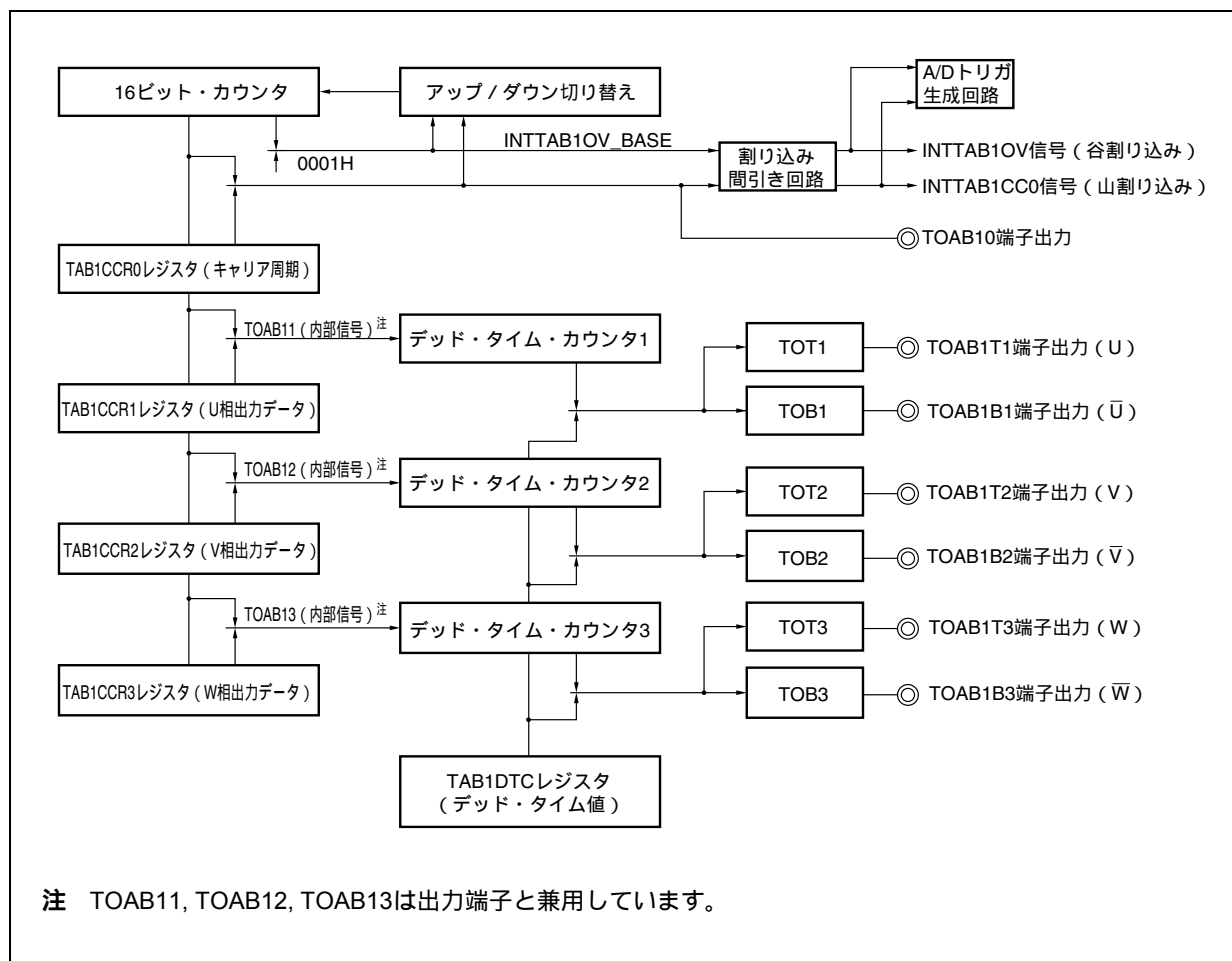 16ビット・カウンタ
アップ／ダウン切り替え
A/Dトリガ
生成回路
INTTAB1OV_BASE
0001H
割り込み
間引き回路
INTTAB1OV信号（谷割り込み）
INTTAB1CC0信号（山割り込み）
TOAB10端子出力
TAB1CCR0レジスタ（キャリア周期）
TOAB11（内部信号）注
デッド・タイム・カウンタ1
TOT1
TOAB1T1端子出力（U）
TAB1CCR1レジスタ（U相出力データ）
TOB1
TOAB1B1端子出力（U̅）
TOAB12（内部信号）注
デッド・タイム・カウンタ2
TOT2
TOAB1T2端子出力（V）
TAB1CCR2レジスタ（V相出力データ）
TOB2
TOAB1B2端子出力（V̅）
TOAB13（内部信号）注
デッド・タイム・カウンタ3
TOT3
TOAB1T3端子出力（W）
TAB1CCR3レジスタ（W相出力データ）
TOB3
TOAB1B3端子出力（W̅）
TAB1DTCレジスタ
（デッド・タイム値）
注 TOAB11, TOAB12, TOAB13は出力端子と兼用しています。